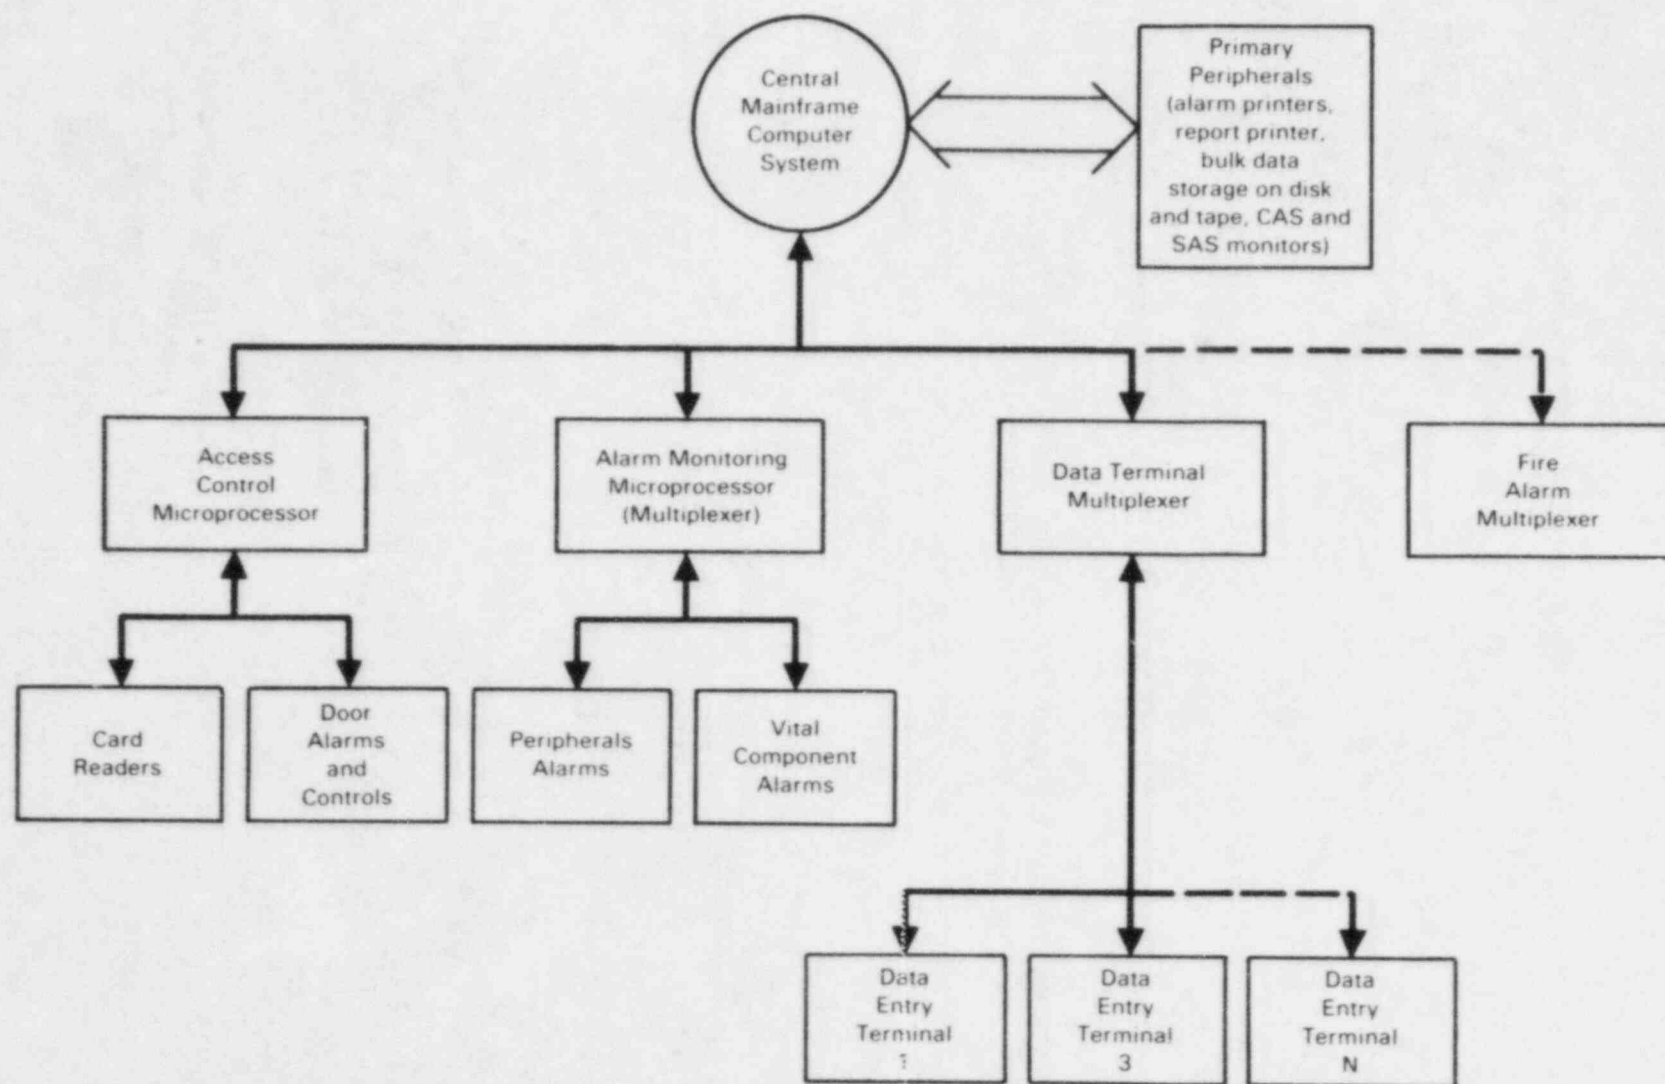 Central
Mainframe
Computer
System
Primary
Peripherals
(alarm printers,
report printer,
bulk data
storage on disk
and tape, CAS and
SAS monitors)
Access
Control
Microprocessor
Alarm Monitoring
Microprocessor
(Multiplexer)
Data Terminal
Multiplexer
Fire
Alarm
Multiplexer
Card
Readers
Door
Alarms
and
Controls
Peripherals
Alarms
Vital
Component
Alarms
Data
Entry
Terminal
1
Data
Entry
Terminal
3
Data
Entry
Terminal
N